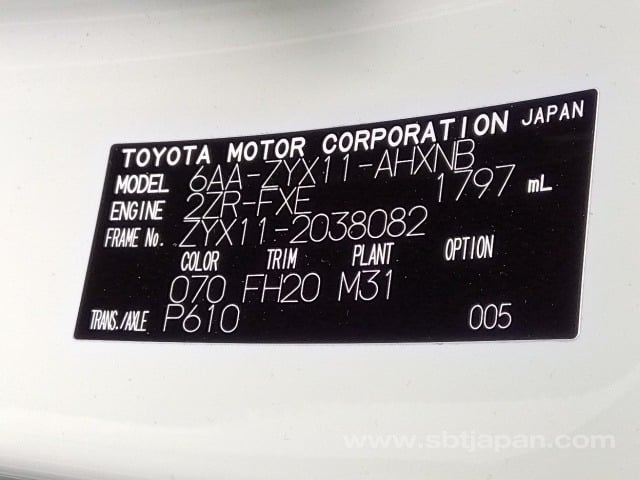 TOYOTA MOTOR CORPORATION JAPAN
MODEL 6AA-ZYX11-AHXNB
ENGINE 2ZR-FXE 1797 mL
FRAME No. ZYX11-2038082
COLOR TRIM PLANT OPTION
070 FH20 M31
TRANS./AXLE P610 005
www.sbtjapan.com